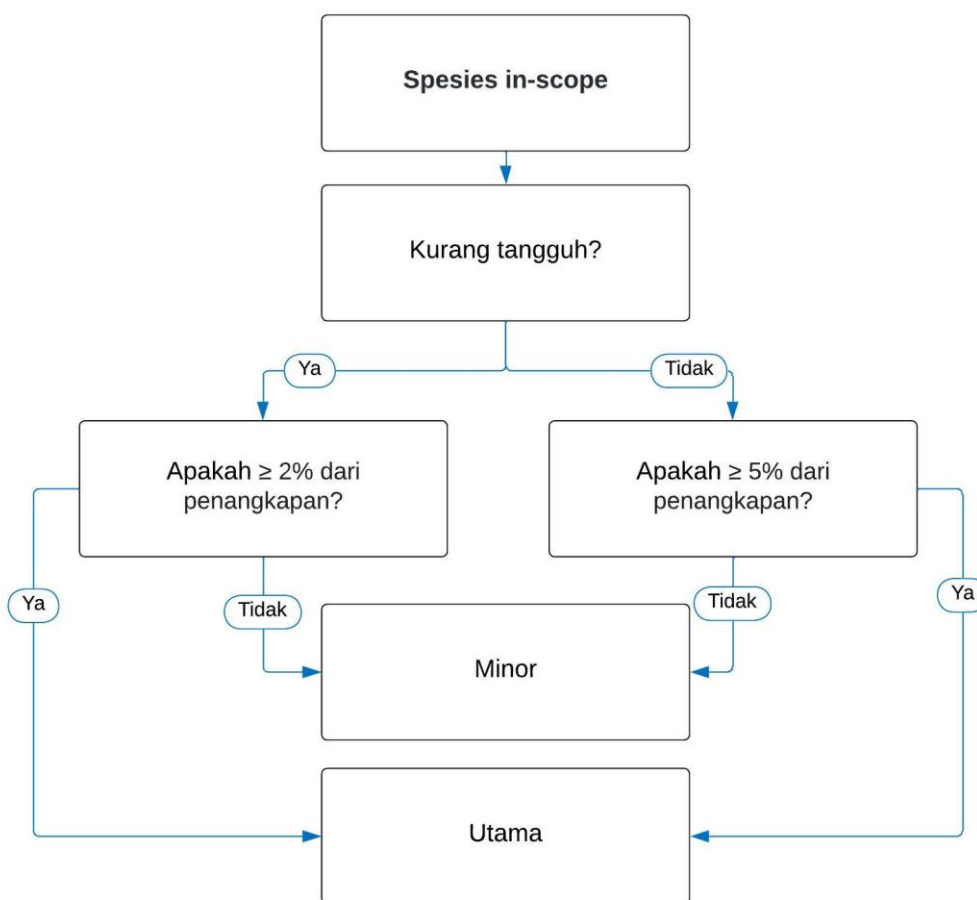 Spesies in-scope
Kurang tangguh?
Ya
Tidak
Apakah ≥ 2% dari
penangkapan?
Apakah ≥ 5% dari
penangkapan?
Ya
Tidak
Tidak
Ya
Minor
Utama